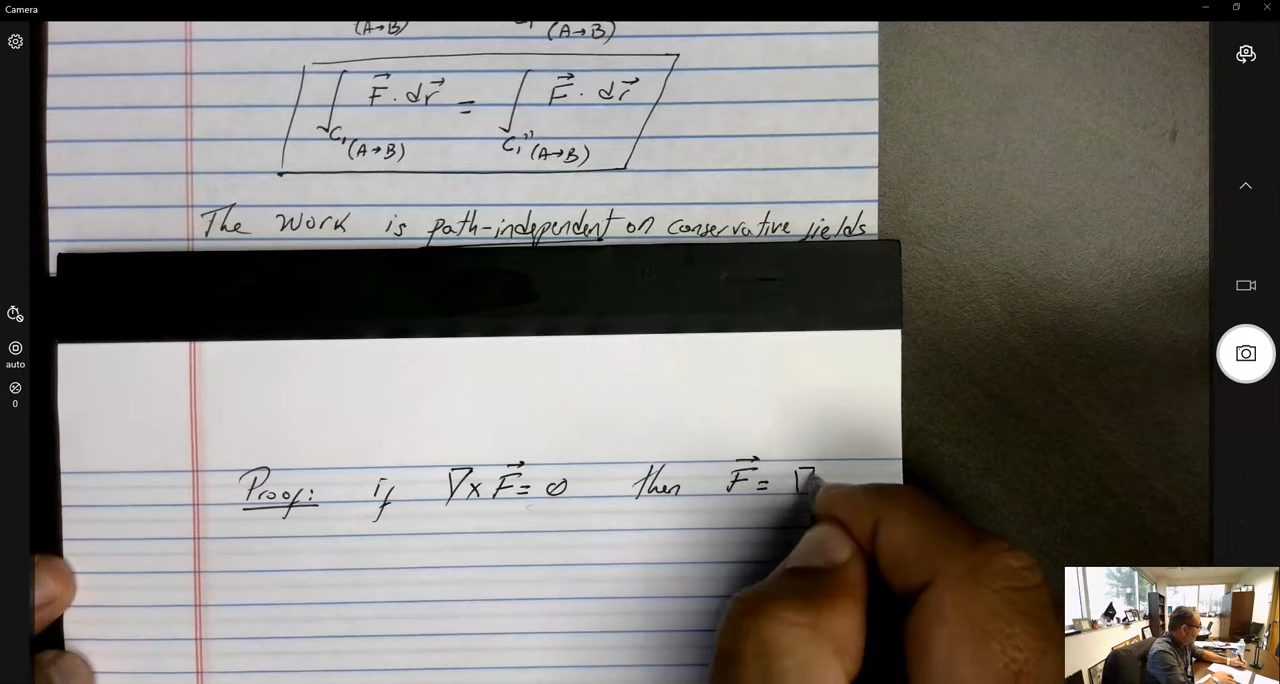 Camera
(A→B) (A→B)
∫C₁(A→B) F⃗ · dr⃗ = ∫C₁''(A→B) F⃗ · dr⃗
The work is path-independent on conservative fields
auto
0
Proof: if ∇× F⃗ = 0 then F⃗ = ∇